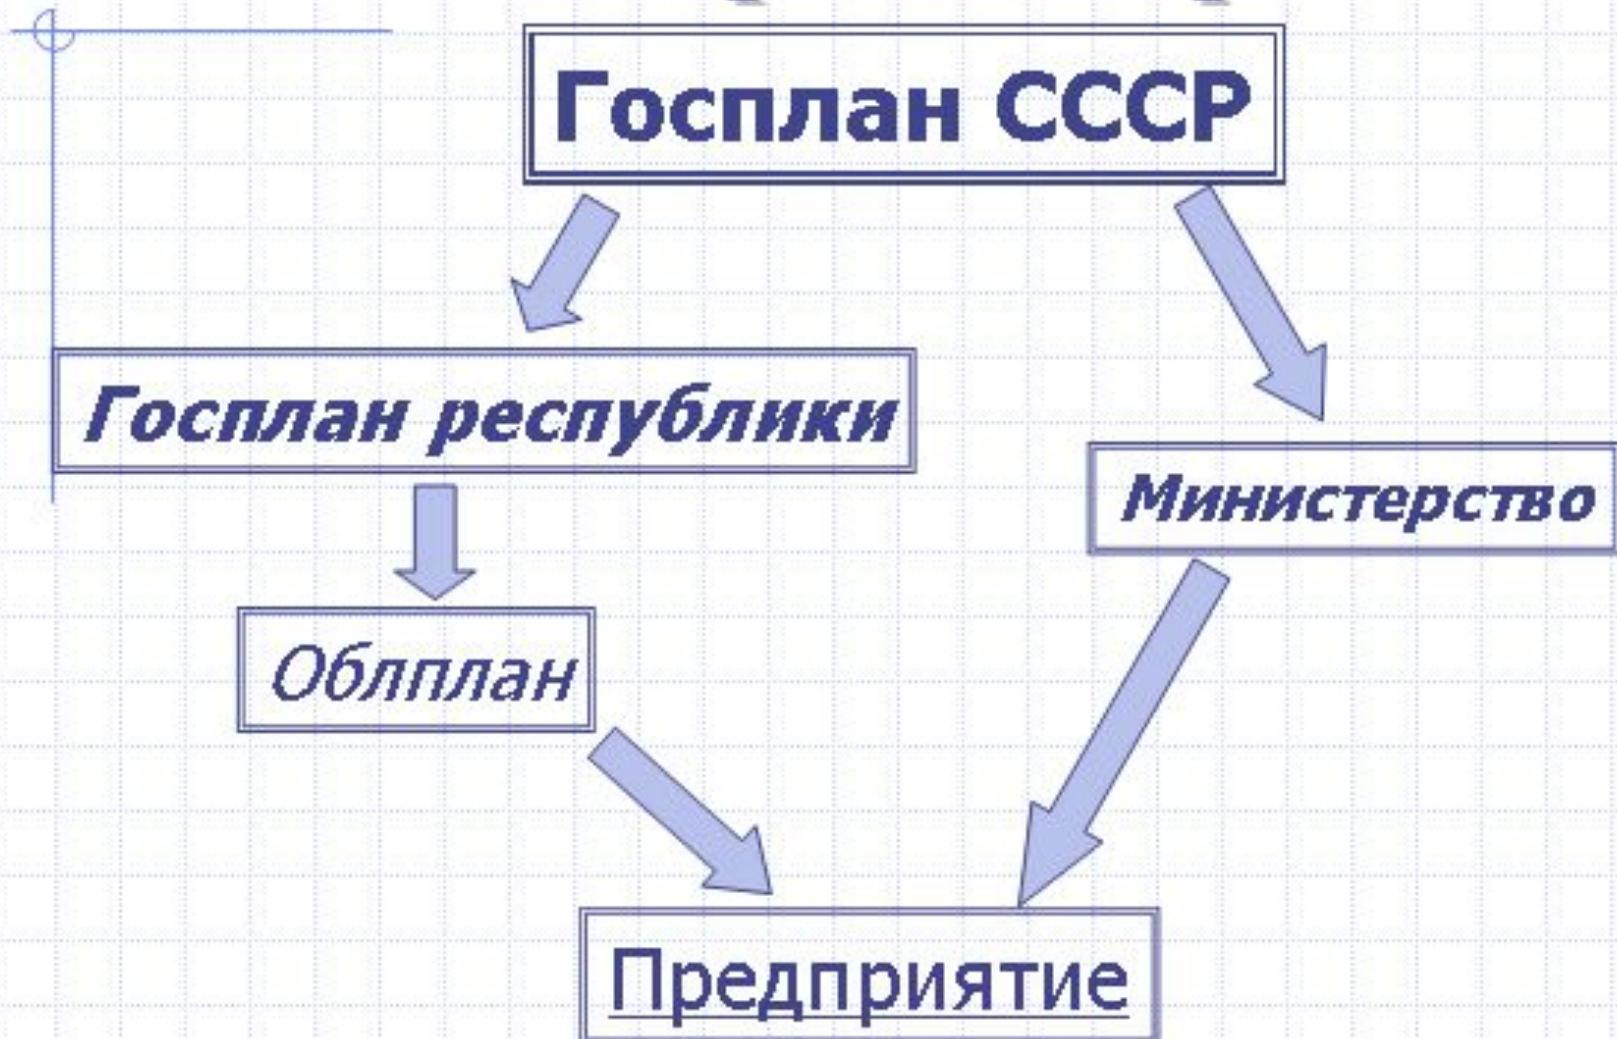 Госплан СССР
Госплан республики
Министерство
Облплан
Предприятие